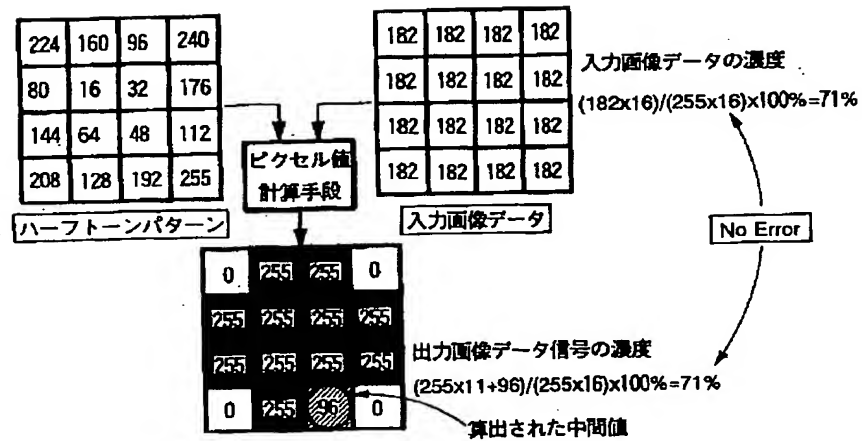 224 160 96 240
80 16 32 176
144 64 48 112
208 128 192 255
ハーフトーンパターン
182 182 182 182
182 182 182 182
182 182 182 182
182 182 182 182
入力画像データ
入力画像データの濃度
(182x16)/(255x16)x100%=71%
ピクセル値
計算手段
No Error
0 255 255 0
255 255 255 255
255 255 255 255
0 255 96 0
出力画像データ信号の濃度
(255x11+96)/(255x16)x100%=71%
算出された中間値